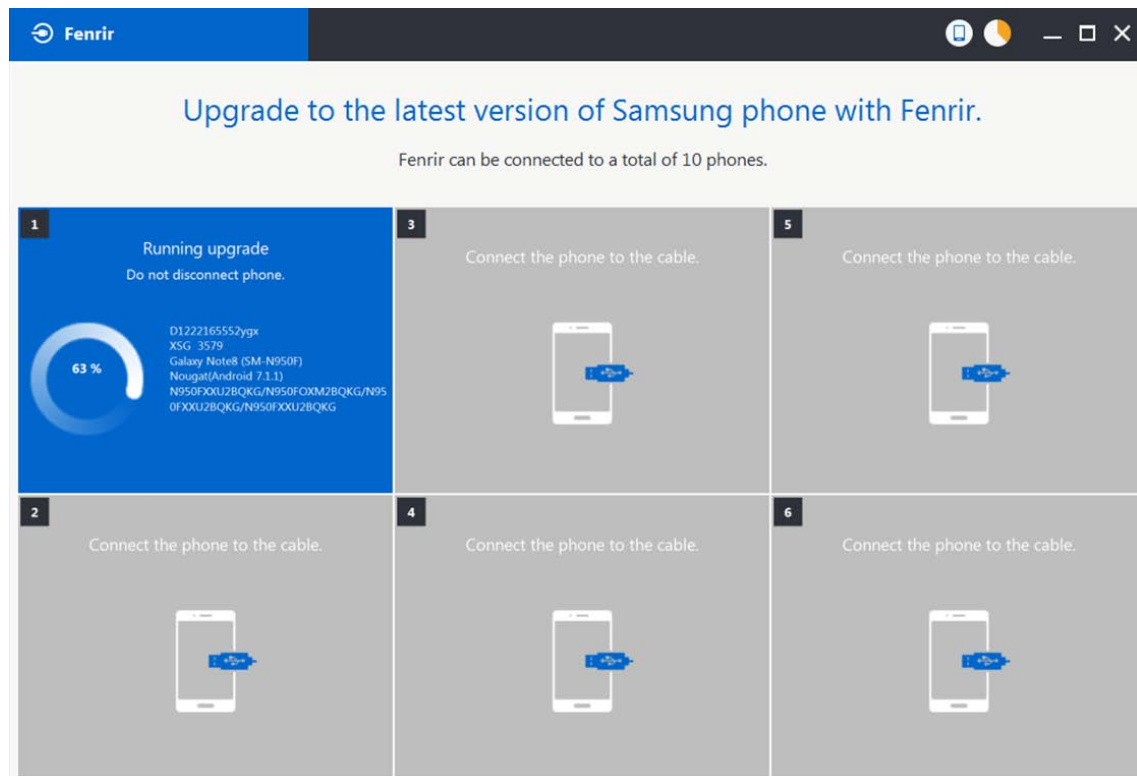 Fenrir
Upgrade to the latest version of Samsung phone with Fenrir.
Fenrir can be connected to a total of 10 phones.
1
Running upgrade
Do not disconnect phone.
63 %
D1222165552ygx
XSG 3579
Galaxy Note8 (SM-N950F)
Nougat(Android 7.1.1)
N950FXXU2BQKG/N950FOXM2BQKG/N95
0FXXU2BQKG/N950FXXU2BQKG
3
Connect the phone to the cable.
5
Connect the phone to the cable.
2
Connect the phone to the cable.
4
Connect the phone to the cable.
6
Connect the phone to the cable.